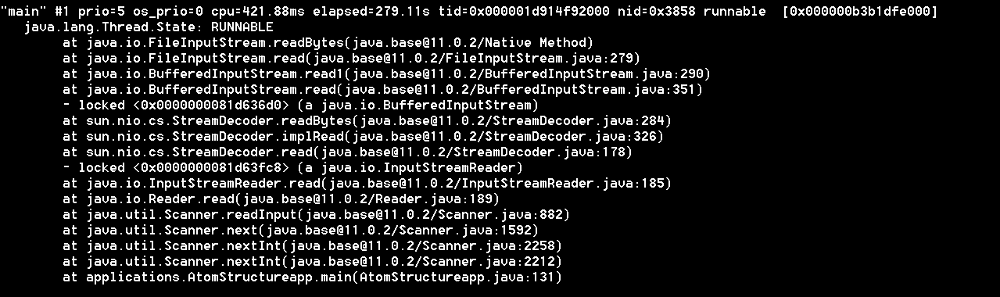 "main" #1 prio=5 os_prio=0 cpu=421.88ms elapsed=279.11s tid=0x000001d914f92000 nid=0x3858 runnable  [0x000000b3b1dfe000]
   java.lang.Thread.State: RUNNABLE
        at java.io.FileInputStream.readBytes(java.base@11.0.2/Native Method)
        at java.io.FileInputStream.read(java.base@11.0.2/FileInputStream.java:279)
        at java.io.BufferedInputStream.read1(java.base@11.0.2/BufferedInputStream.java:290)
        at java.io.BufferedInputStream.read(java.base@11.0.2/BufferedInputStream.java:351)
        - locked <0x0000000081d636d0> (a java.io.BufferedInputStream)
        at sun.nio.cs.StreamDecoder.readBytes(java.base@11.0.2/StreamDecoder.java:284)
        at sun.nio.cs.StreamDecoder.implRead(java.base@11.0.2/StreamDecoder.java:326)
        at sun.nio.cs.StreamDecoder.read(java.base@11.0.2/StreamDecoder.java:178)
        - locked <0x0000000081d63fc8> (a java.io.InputStreamReader)
        at java.io.InputStreamReader.read(java.base@11.0.2/InputStreamReader.java:185)
        at java.io.Reader.read(java.base@11.0.2/Reader.java:189)
        at java.util.Scanner.readInput(java.base@11.0.2/Scanner.java:882)
        at java.util.Scanner.next(java.base@11.0.2/Scanner.java:1592)
        at java.util.Scanner.nextInt(java.base@11.0.2/Scanner.java:2258)
        at java.util.Scanner.nextInt(java.base@11.0.2/Scanner.java:2212)
        at applications.AtomStructureapp.main(AtomStructureapp.java:131)